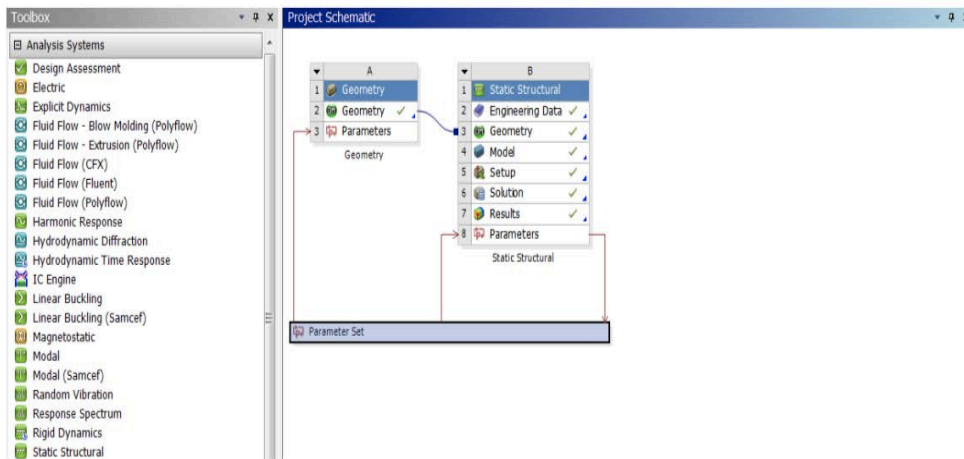 Toolbox
Analysis Systems
Design Assessment
Electric
Explicit Dynamics
Fluid Flow - Blow Molding (Polyflow)
Fluid Flow - Extrusion (Polyflow)
Fluid Flow (CFX)
Fluid Flow (Fluent)
Fluid Flow (Polyflow)
Harmonic Response
Hydrodynamic Diffraction
Hydrodynamic Time Response
IC Engine
Linear Buckling
Linear Buckling (Samcef)
Magnetostatic
Modal
Modal (Samcef)
Random Vibration
Response Spectrum
Rigid Dynamics
Static Structural
Project Schematic
A
1 Geometry
2 Geometry
3 Parameters
Geometry
B
1 Static Structural
2 Engineering Data
3 Geometry
4 Model
5 Setup
6 Solution
7 Results
8 Parameters
Static Structural
Parameter Set